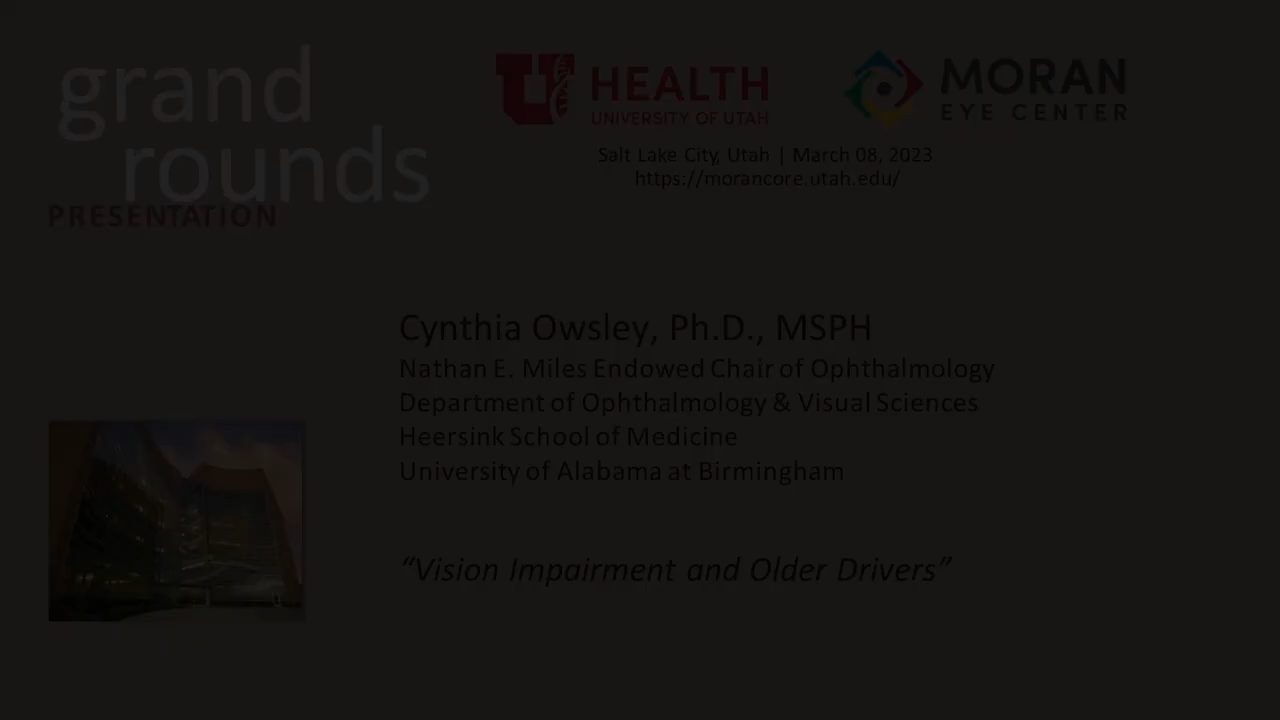 grand
rounds
PRESENTATION
U HEALTH
UNIVERSITY OF UTAH
MORAN
EYE CENTER
Salt Lake City, Utah | March 08, 2023
https://morancore.utah.edu/
Cynthia Owsley, Ph.D., MSPH
Nathan E. Miles Endowed Chair of Ophthalmology
Department of Ophthalmology & Visual Sciences
Heersink School of Medicine
University of Alabama at Birmingham
“Vision Impairment and Older Drivers”